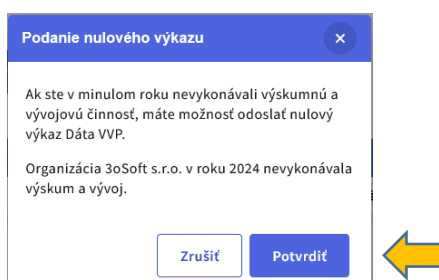 Podanie nulového výkazu
Ak ste v minulom roku nevykonávali výskumnú a
vývojovú činnosť, máte možnosť odoslať nulový
výkaz Dáta VVP.
Organizácia 3oSoft s.r.o. v roku 2024 nevykonávala
výskum a vývoj.
Zrušiť
Potvrdiť